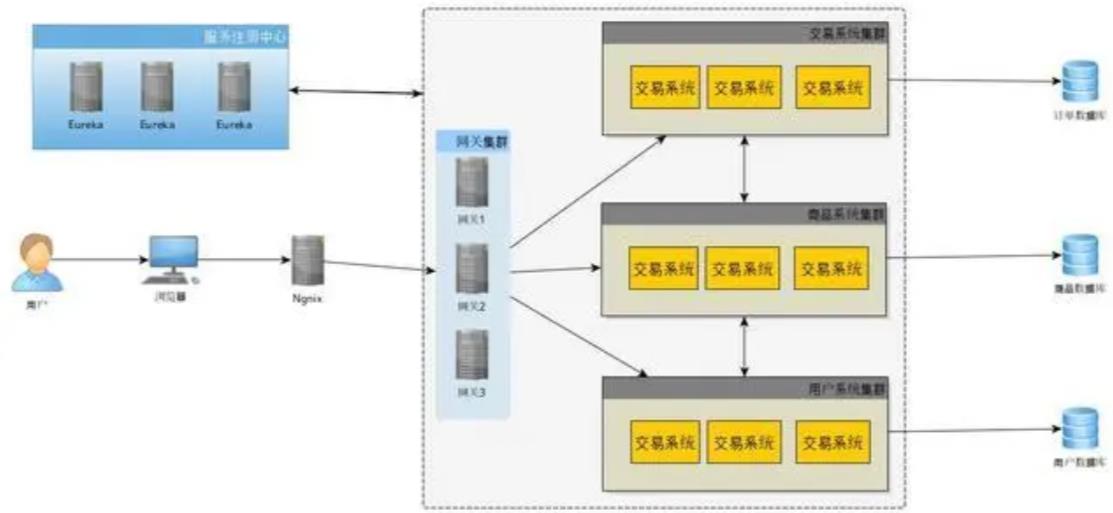 服务注册中心
Eureka
Eureka
Eureka
用户
浏览器
Ngnix
网关集群
网关1
网关2
网关3
交易系统集群
交易系统
交易系统
交易系统
商品系统集群
交易系统
交易系统
交易系统
用户系统集群
交易系统
交易系统
交易系统
订单数据库
商品数据库
用户数据库